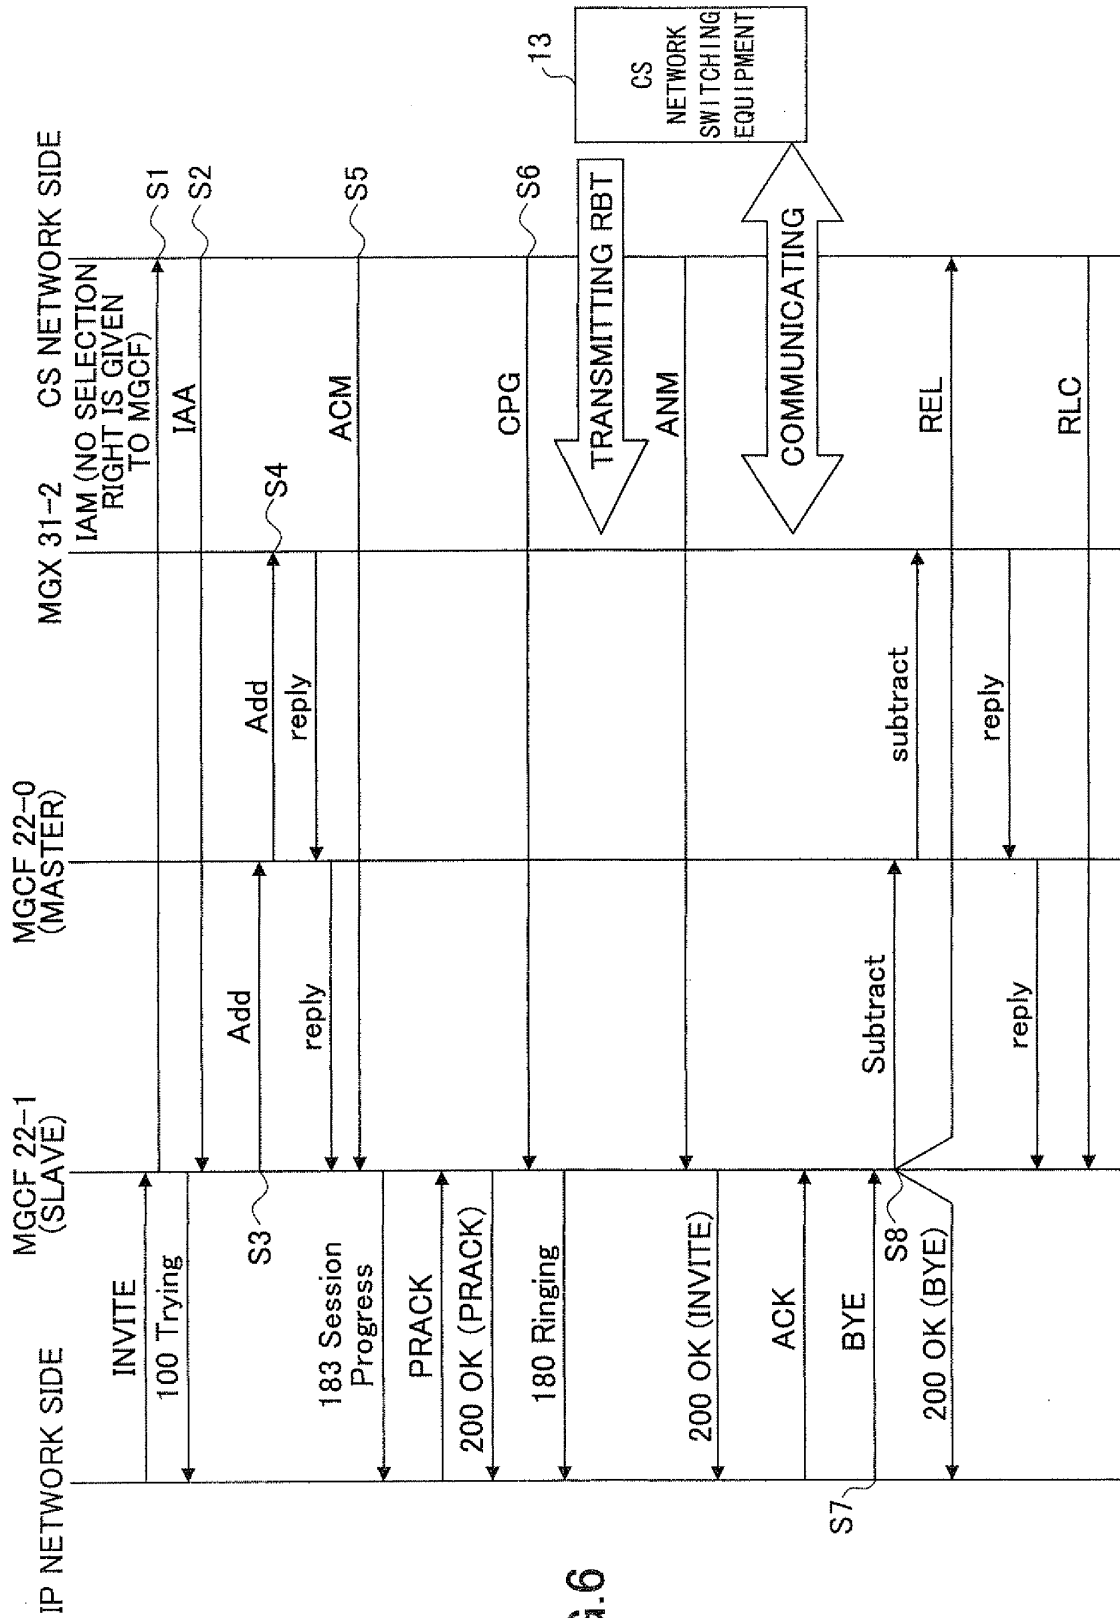 IP NETWORK SIDE
MGCF 22-1
(SLAVE)
MGCF 22-0
(MASTER)
MGX 31-2
CS NETWORK SIDE
INVITE
100 Trying
IAM (NO SELECTION
RIGHT IS GIVEN
TO MGCF)
S1
IAA
S2
S3
Add
Add
S4
reply
reply
ACM
S5
183 Session
Progress
PRACK
200 OK (PRACK)
CPG
S6
180 Ringing
TRANSMITTING RBT
13
CS
NETWORK
SWITCHING
EQUIPMENT
ANM
200 OK (INVITE)
ACK
COMMUNICATING
S7
BYE
S8
Subtract
subtract
200 OK (BYE)
REL
reply
reply
RLC
G.6